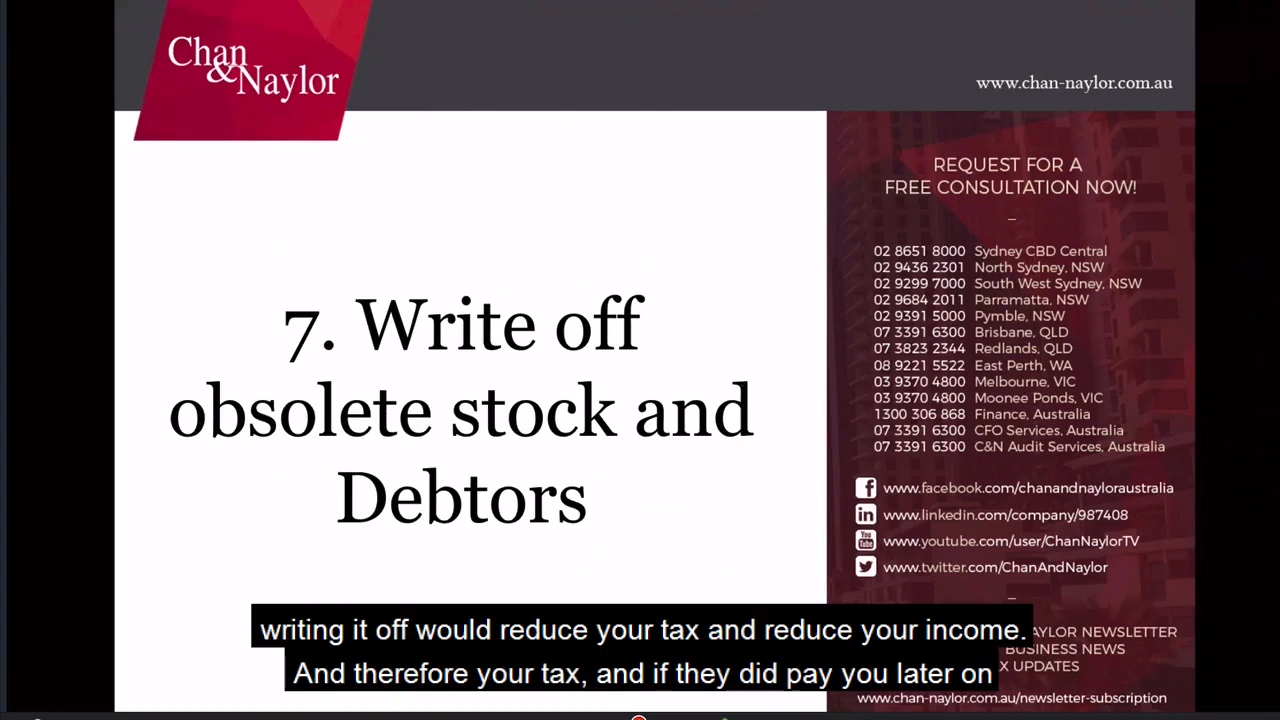 Chan
&Naylor
www.chan-naylor.com.au
7. Write off
obsolete stock and
Debtors
REQUEST FOR A
FREE CONSULTATION NOW!
02 8651 8000 Sydney CBD Central
02 9436 2301 North Sydney, NSW
02 9299 7000 South West Sydney, NSW
02 9684 2011 Parramatta, NSW
02 9391 5000 Pymble, NSW
07 3391 6300 Brisbane, QLD
07 3823 2344 Redlands, QLD
08 9221 5522 East Perth, WA
03 9370 4800 Melbourne, VIC
03 9370 4800 Moonee Ponds, VIC
1300 306 868 Finance, Australia
07 3391 6300 CFO Services, Australia
07 3391 6300 C&N Audit Services, Australia
www.facebook.com/chanandnayloraustralia
www.linkedin.com/company/987408
You Tube www.youtube.com/user/ChanNaylorTV
www.twitter.com/ChanAndNaylor
AYLOR NEWSLETTER
BUSINESS NEWS
X UPDATES
www.chan-naylor.com.au/newsletter-subscription
writing it off would reduce your tax and reduce your income.
And therefore your tax, and if they did pay you later on